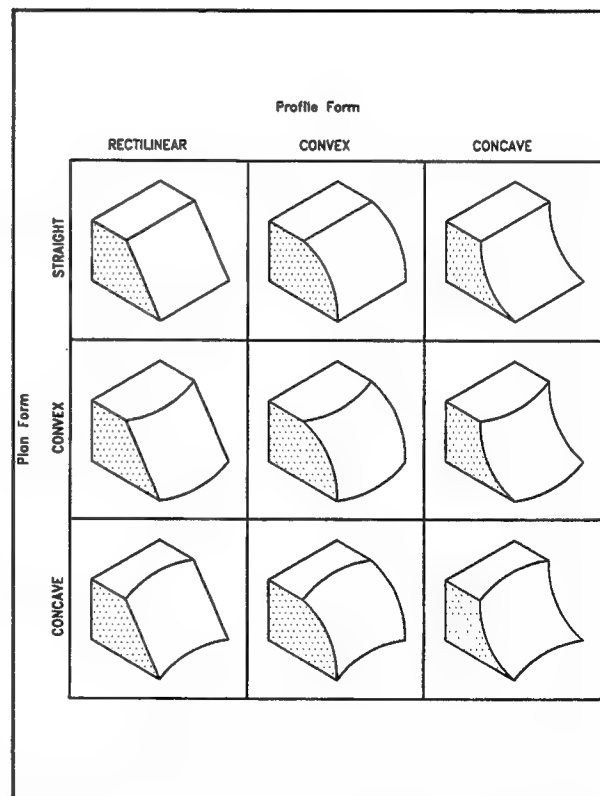 Profile Form
RECTILINEAR CONVEX CONCAVE
Plan Form
STRAIGHT
CONVEX
CONCAVE